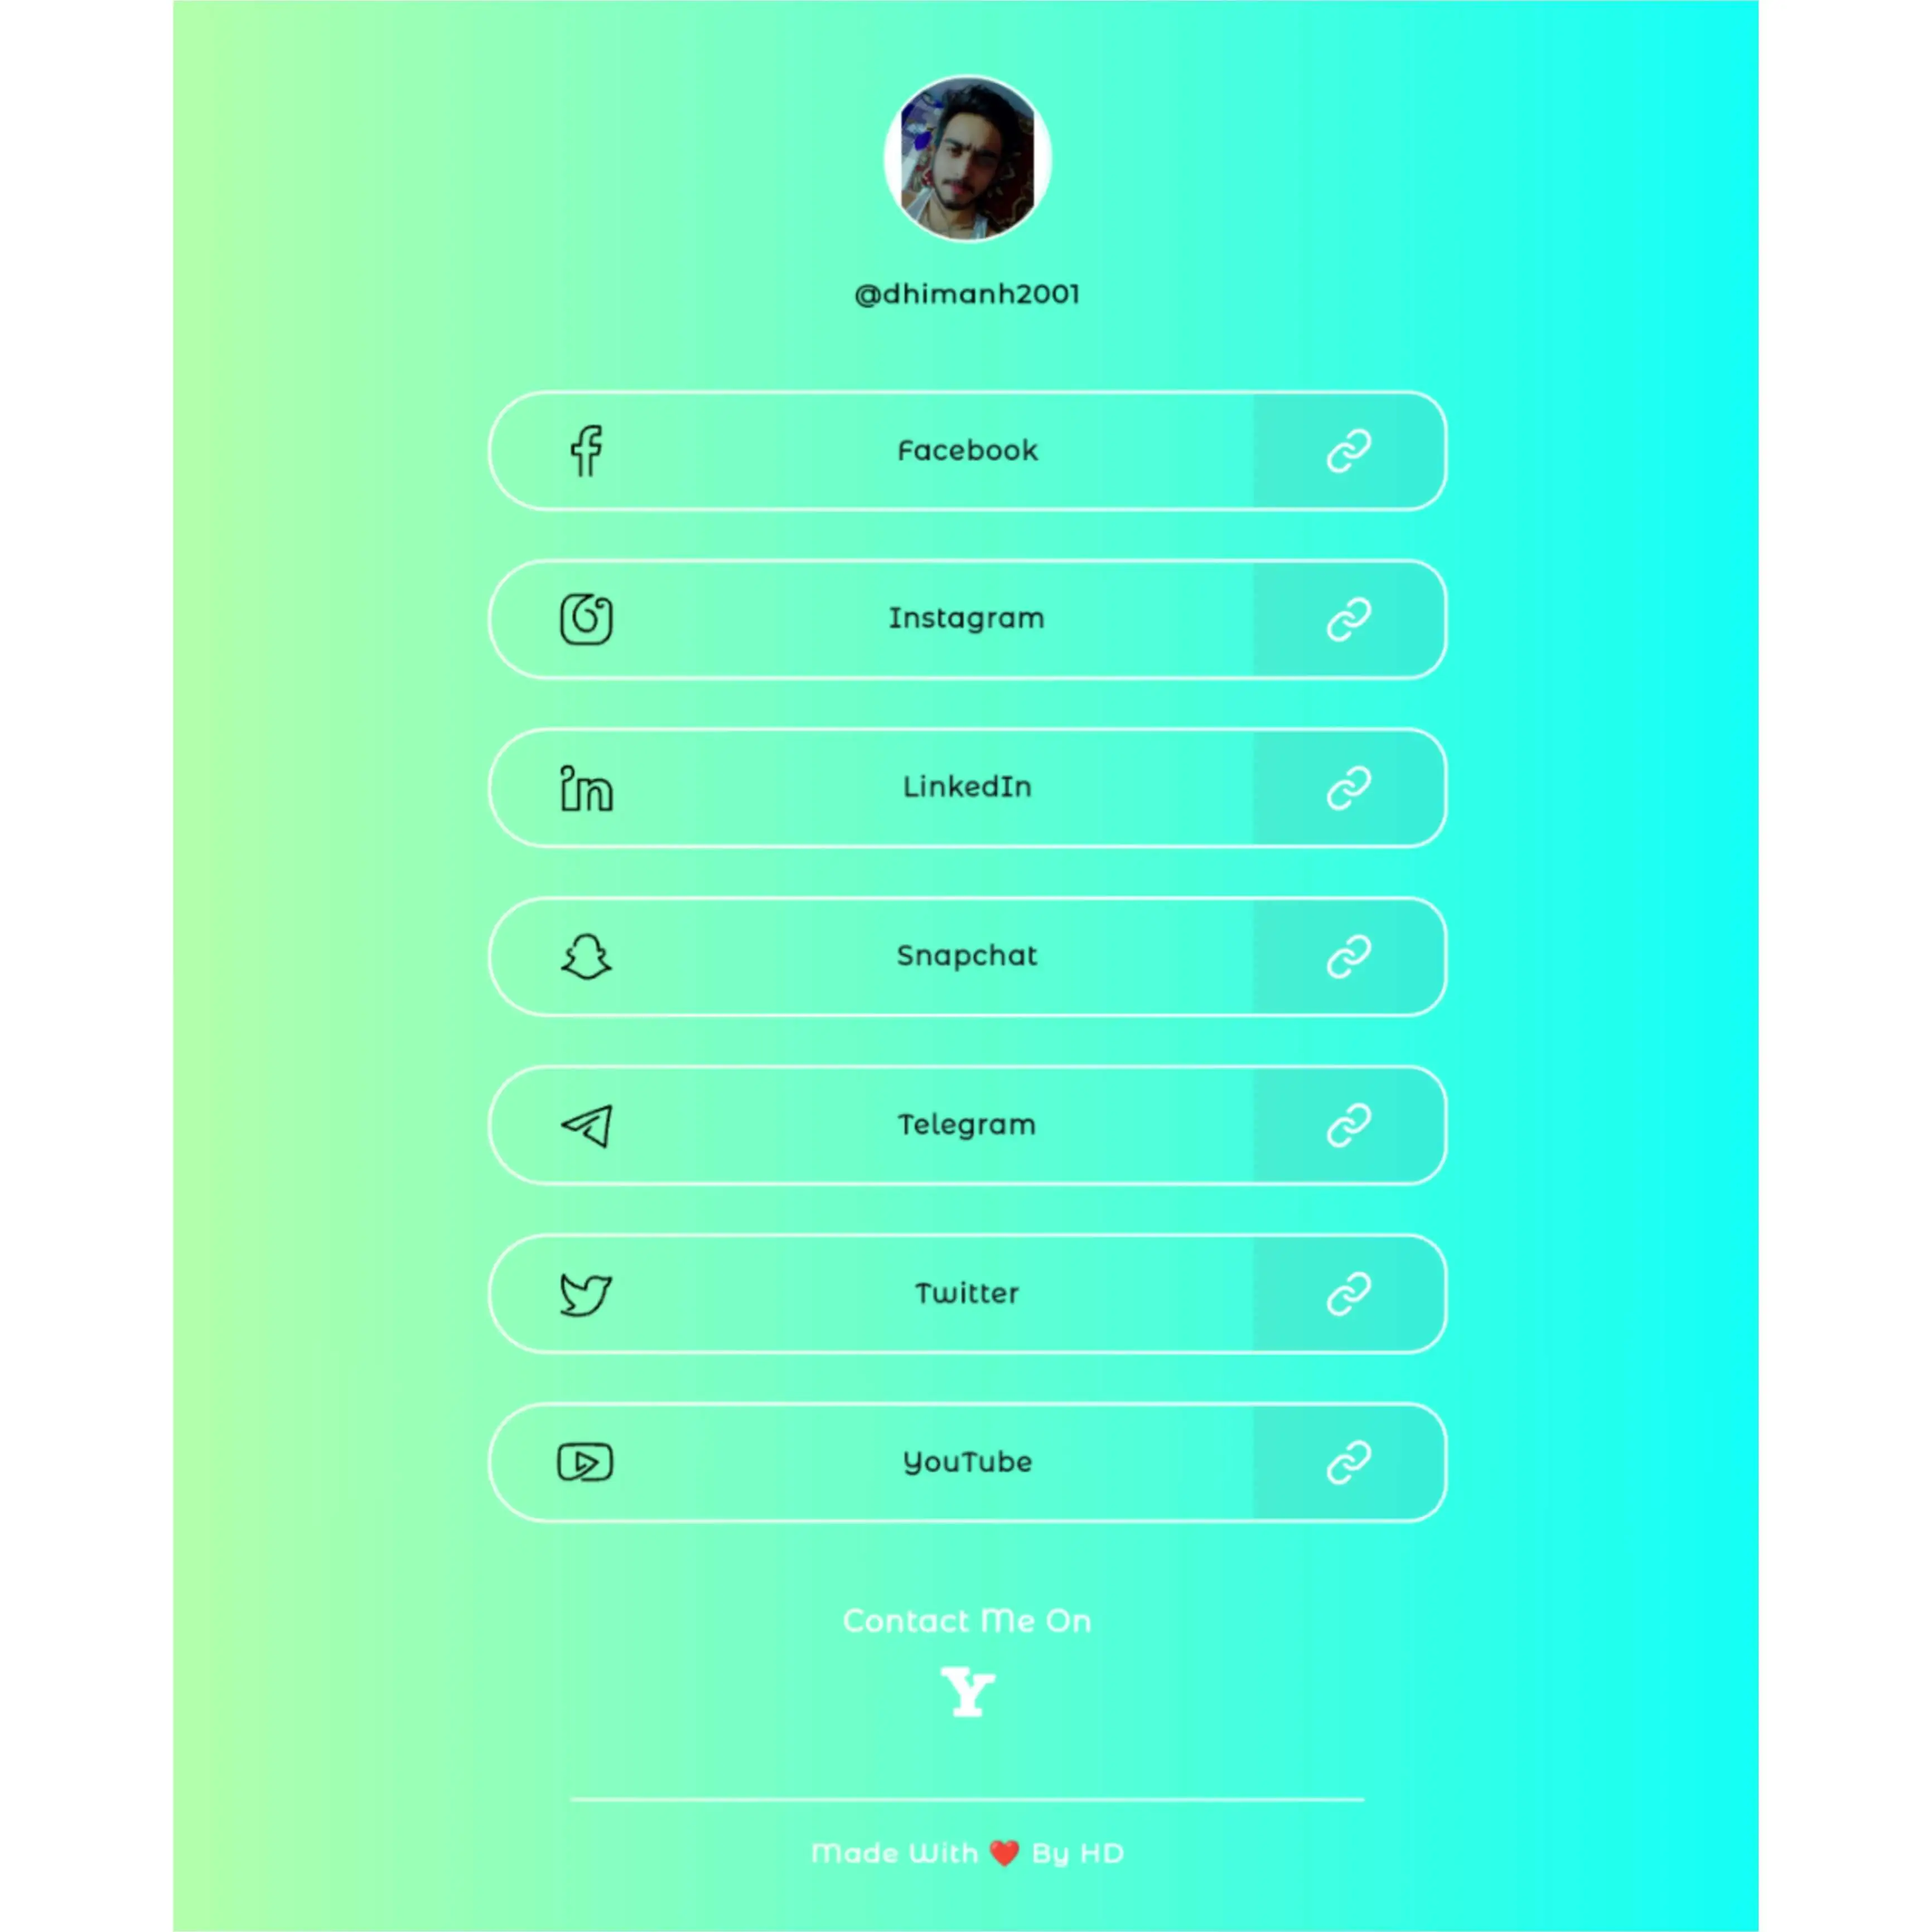 @dhimanh2001
Facebook
Instagram
LinkedIn
Snapchat
Telegram
Twitter
YouTube
Contact Me On
Y
Made With ❤️ By HD